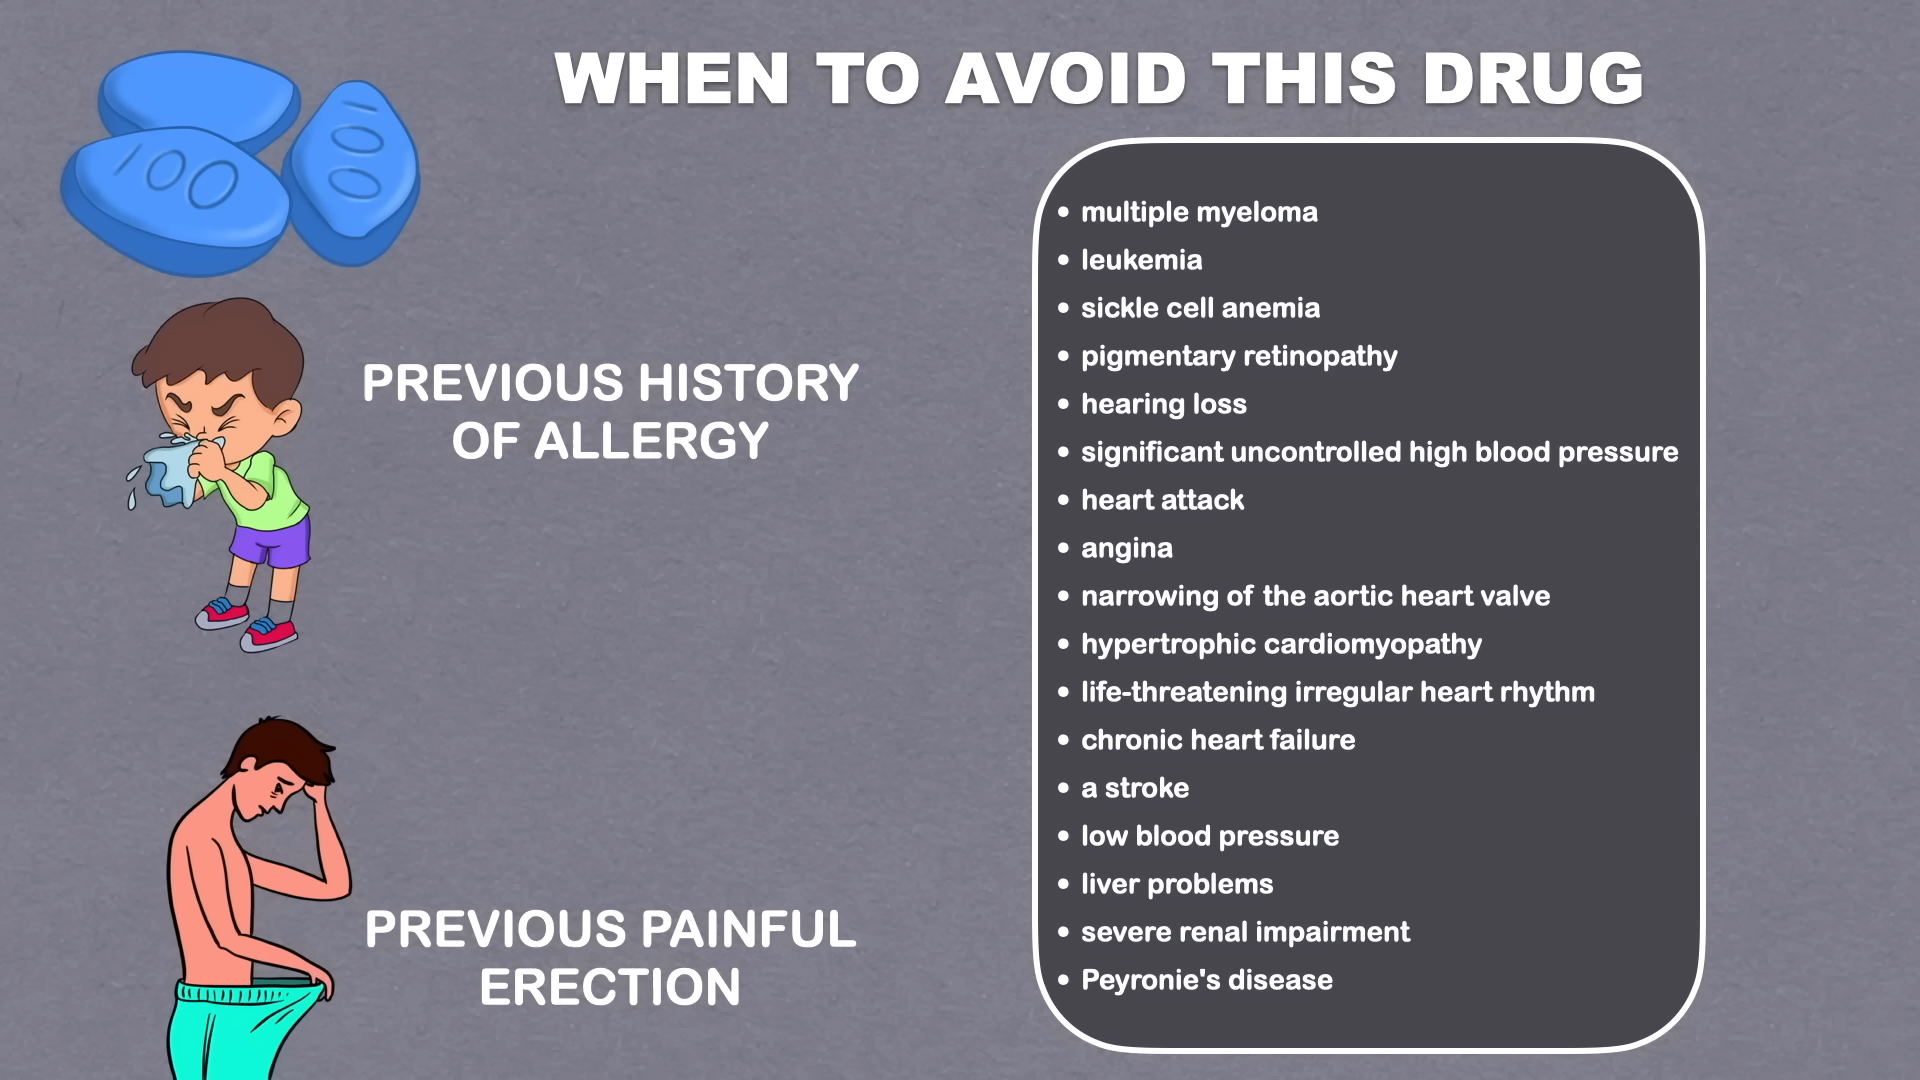 WHEN TO AVOID THIS DRUG
100
100
PREVIOUS HISTORY
OF ALLERGY
PREVIOUS PAINFUL
ERECTION
• multiple myeloma
• leukemia
• sickle cell anemia
• pigmentary retinopathy
• hearing loss
• significant uncontrolled high blood pressure
• heart attack
• angina
• narrowing of the aortic heart valve
• hypertrophic cardiomyopathy
• life-threatening irregular heart rhythm
• chronic heart failure
• a stroke
• low blood pressure
• liver problems
• severe renal impairment
• Peyronie's disease